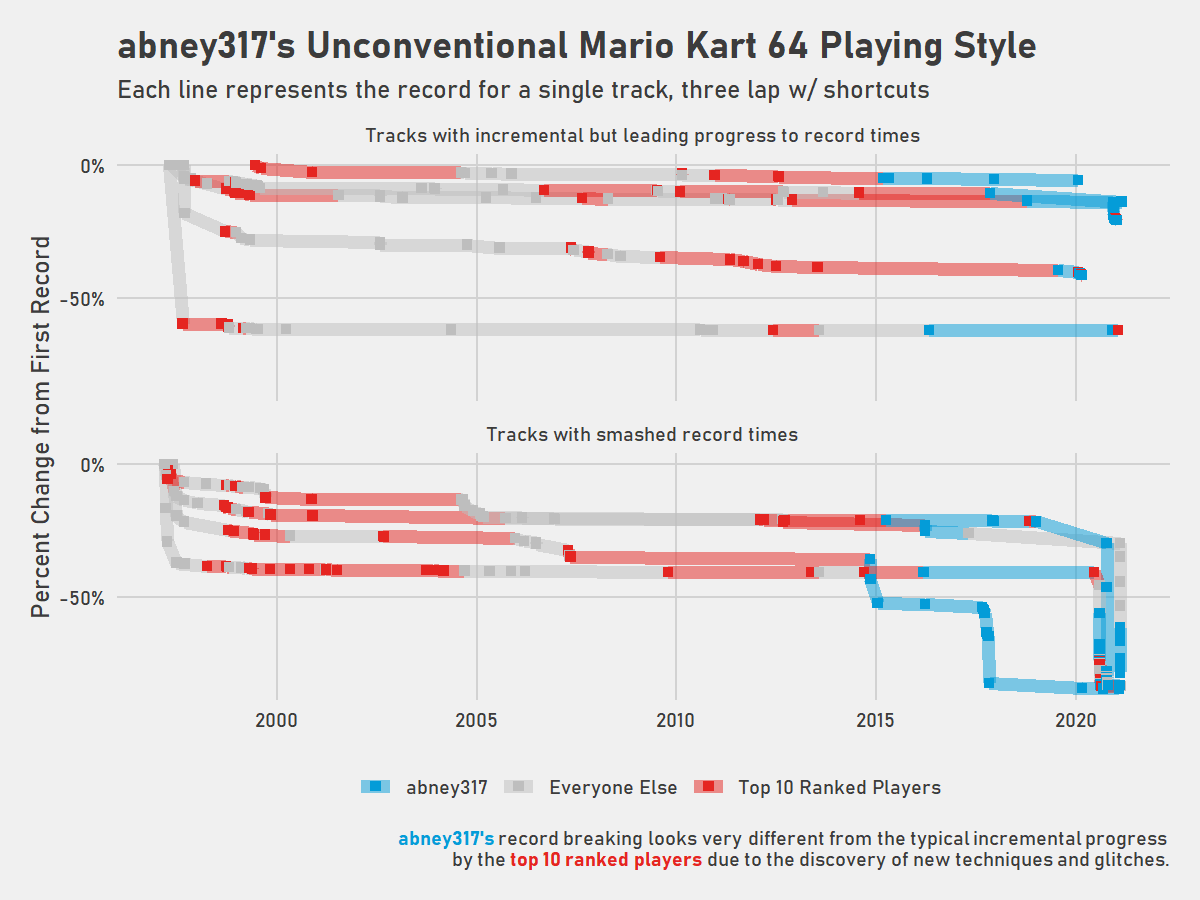 abney317's Unconventional Mario Kart 64 Playing Style
Each line represents the record for a single track, three lap w/ shortcuts
Tracks with incremental but leading progress to record times
0%
-50%
Percent Change from First Record
Tracks with smashed record times
0%
-50%
2000 2005 2010 2015 2020
abney317 Everyone Else Top 10 Ranked Players
abney317's record breaking looks very different from the typical incremental progress
by the top 10 ranked players due to the discovery of new techniques and glitches.